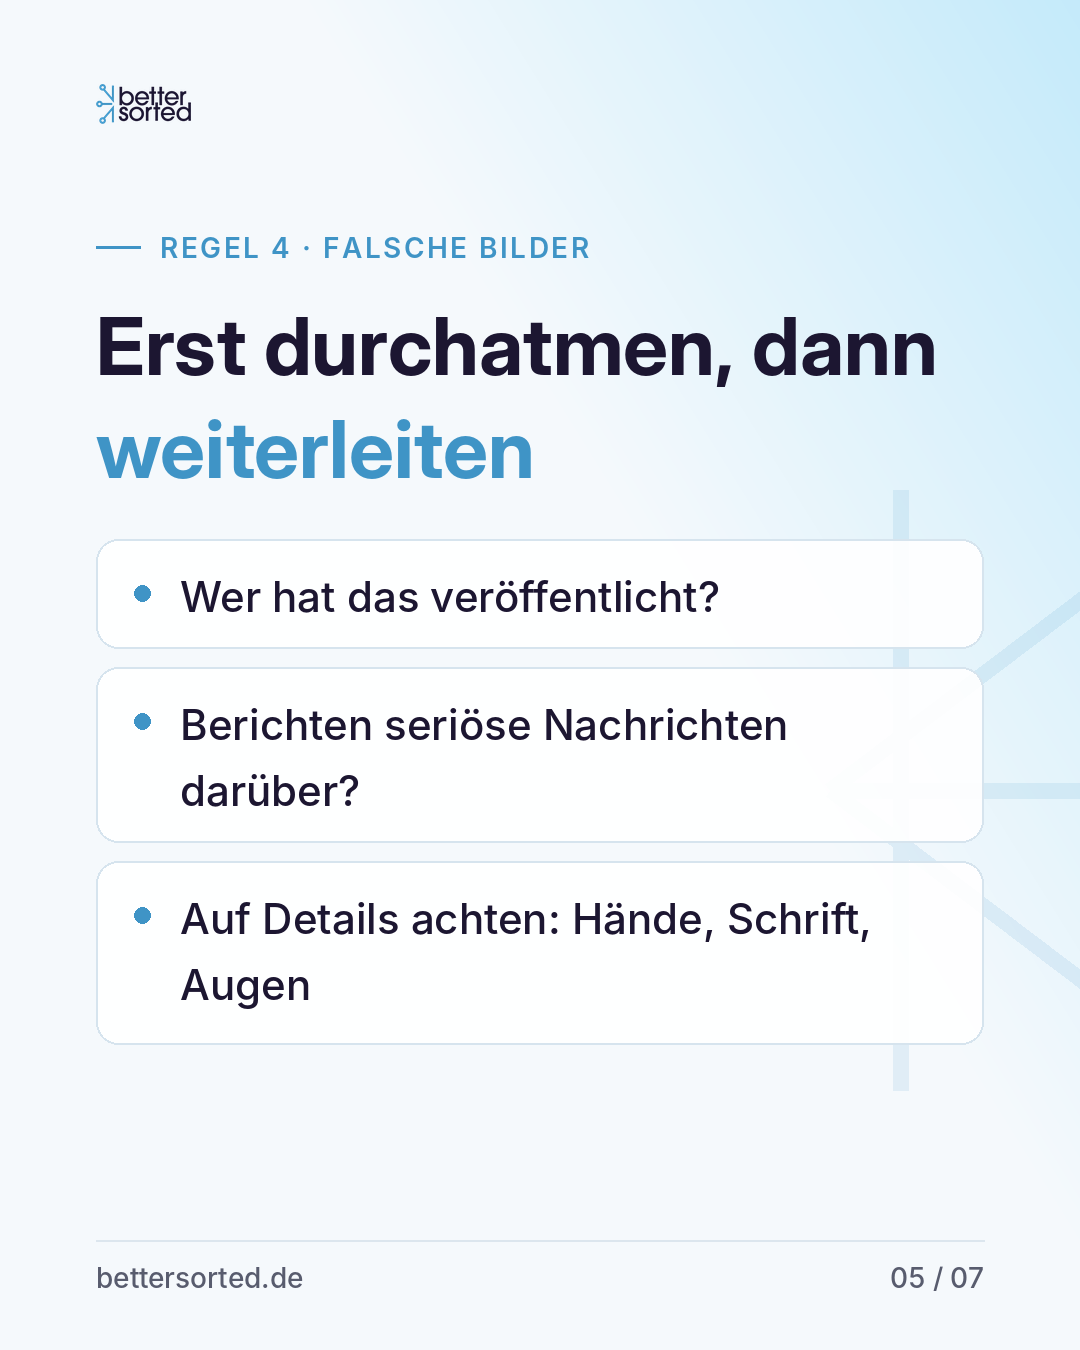 better
sorted
REGEL 4 · FALSCHE BILDER
Erst durchatmen, dann
weiterleiten
Wer hat das veröffentlicht?
Berichten seriöse Nachrichten
darüber?
Auf Details achten: Hände, Schrift,
Augen
bettersorted.de
05 / 07